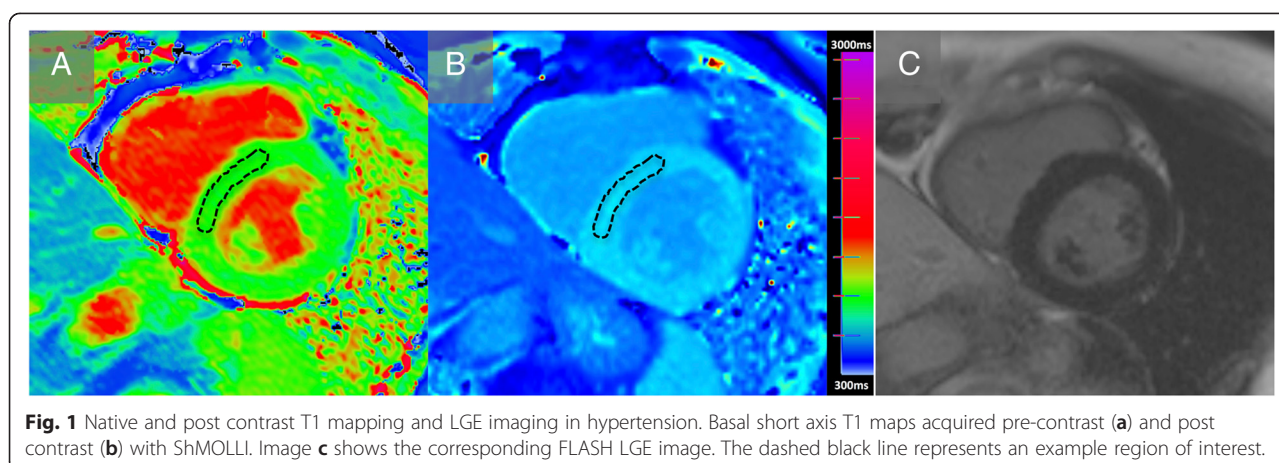 A
B
3000ms
C
300ms
Fig. 1 Native and post contrast T1 mapping and LGE imaging in hypertension. Basal short axis T1 maps acquired pre-contrast (a) and post
contrast (b) with ShMOLLI. Image c shows the corresponding FLASH LGE image. The dashed black line represents an example region of interest.